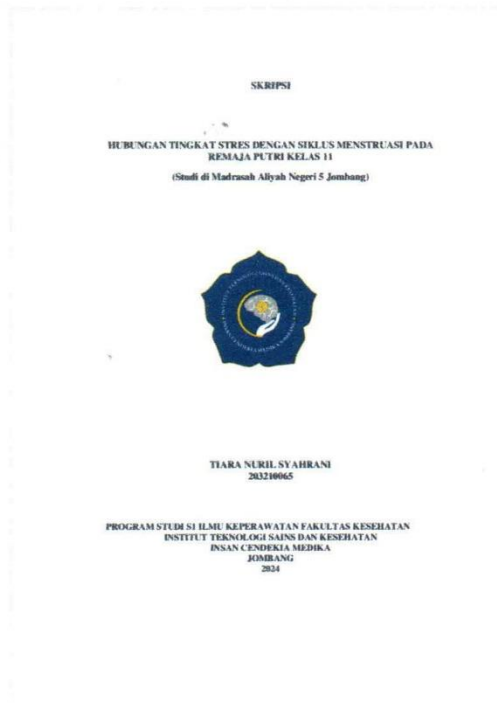 SKRIPSI
HUBUNGAN TINGKAT STRES DENGAN SIKLUS MENSTRUASI PADA
REMAJA PUTRI KELAS 11
(Studi di Madrasah Aliyah Negeri 5 Jombang)
TIARA NURIL SYAHRANI
203210065
PROGRAM STUDI S1 ILMU KEPERAWATAN FAKULTAS KESEHATAN
INSTITUT TEKNOLOGI SAINS DAN KESEHATAN
INSAN CENDEKIA MEDIKA
JOMBANG
2024